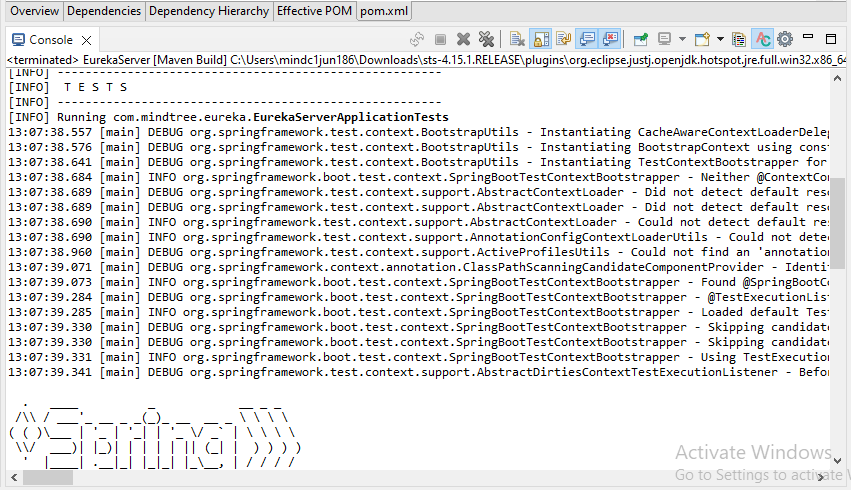 Overview Dependencies Dependency Hierarchy Effective POM pom.xml
Console
<terminated> EurekaServer [Maven Build] C:\Users\mindc1jun186\Downloads\sts-4.15.1.RELEASE\plugins\org.eclipse.justj.openjdk.hotspot.jre.full.win32.x86_64
[INFO] -------------------------------------------------------
[INFO]  T E S T S
[INFO] -------------------------------------------------------
[INFO] Running com.mindtree.eureka.EurekaServerApplicationTests
13:07:38.557 [main] DEBUG org.springframework.test.context.BootstrapUtils - Instantiating CacheAwareContextLoaderDeleg
13:07:38.576 [main] DEBUG org.springframework.test.context.BootstrapUtils - Instantiating BootstrapContext using const
13:07:38.641 [main] DEBUG org.springframework.test.context.BootstrapUtils - Instantiating TestContextBootstrapper for
13:07:38.684 [main] INFO org.springframework.boot.test.context.SpringBootTestContextBootstrapper - Neither @ContextCon
13:07:38.689 [main] DEBUG org.springframework.test.context.support.AbstractContextLoader - Did not detect default reso
13:07:38.689 [main] DEBUG org.springframework.test.context.support.AbstractContextLoader - Did not detect default reso
13:07:38.690 [main] INFO org.springframework.test.context.support.AbstractContextLoader - Could not detect default res
13:07:38.690 [main] INFO org.springframework.test.context.support.AnnotationConfigContextLoaderUtils - Could not detec
13:07:38.960 [main] DEBUG org.springframework.test.context.support.ActiveProfilesUtils - Could not find an 'annotation
13:07:39.071 [main] DEBUG org.springframework.context.annotation.ClassPathScanningCandidateComponentProvider - Identif
13:07:39.073 [main] INFO org.springframework.boot.test.context.SpringBootTestContextBootstrapper - Found @SpringBootCo
13:07:39.284 [main] DEBUG org.springframework.boot.test.context.SpringBootTestContextBootstrapper - @TestExecutionList
13:07:39.285 [main] INFO org.springframework.boot.test.context.SpringBootTestContextBootstrapper - Loaded default Test
13:07:39.330 [main] DEBUG org.springframework.boot.test.context.SpringBootTestContextBootstrapper - Skipping candidate
13:07:39.330 [main] DEBUG org.springframework.boot.test.context.SpringBootTestContextBootstrapper - Skipping candidate
13:07:39.331 [main] INFO org.springframework.boot.test.context.SpringBootTestContextBootstrapper - Using TestExecution
13:07:39.341 [main] DEBUG org.springframework.test.context.support.AbstractDirtiesContextTestExecutionListener - Befor
Spring
Activate Windows
Go to Settings to activate W